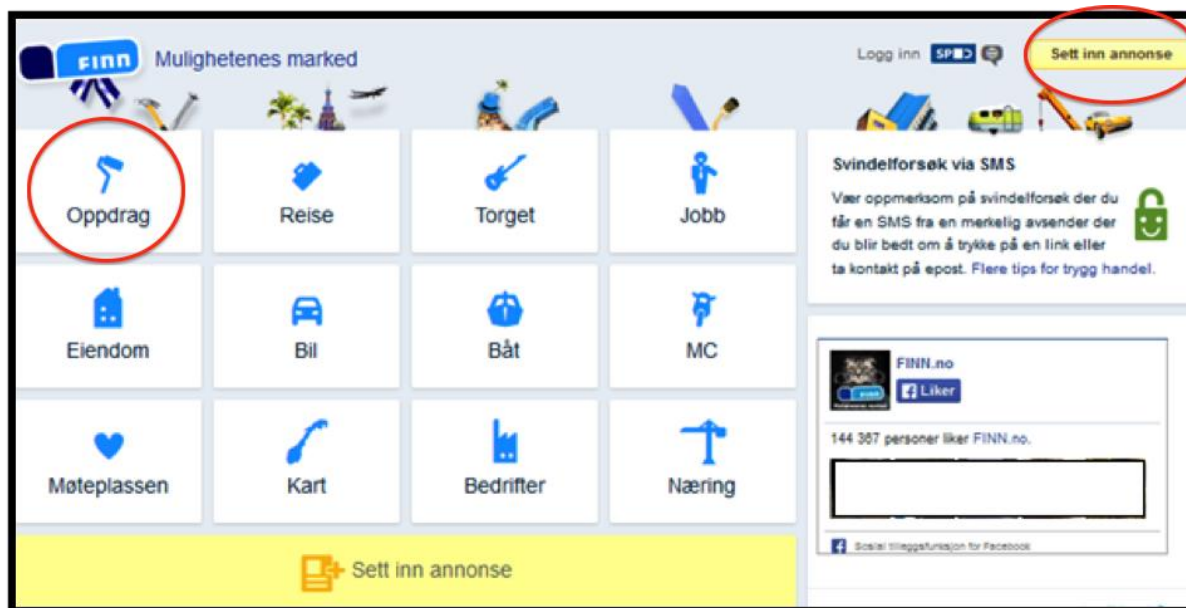 FINN Mulighetenes marked
Logg inn SPiD
Sett inn annonse
Oppdrag
Reise
Torget
Jobb
Eiendom
Bil
Båt
MC
Møteplassen
Kart
Bedrifter
Næring
Sett inn annonse
Svindelforsøk via SMS
Vær oppmerksom på svindelforsøk der du
får en SMS fra en merkelig avsender der
du blir bedt om å trykke på en link eller
ta kontakt på epost. Flere tips for trygg handel.
FINN
FINN.no
Liker
144 367 personer liker FINN.no.
Sosial tilleggsfunksjon for Facebook